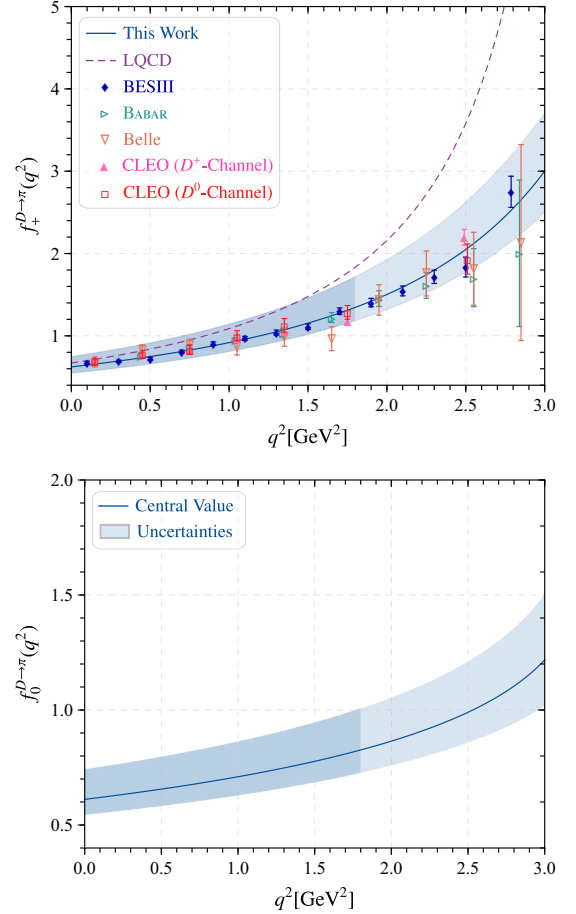 5
4
3
2
1
f₊^{D→π}(q²)
This Work
LQCD
BESIII
BABAR
Belle
CLEO (D⁺-Channel)
CLEO (D⁰-Channel)
0.0 0.5 1.0 1.5 2.0 2.5 3.0
q²[GeV²]
2.0
1.5
1.0
0.5
f₀^{D→π}(q²)
Central Value
Uncertainties
0.0 0.5 1.0 1.5 2.0 2.5 3.0
q²[GeV²]